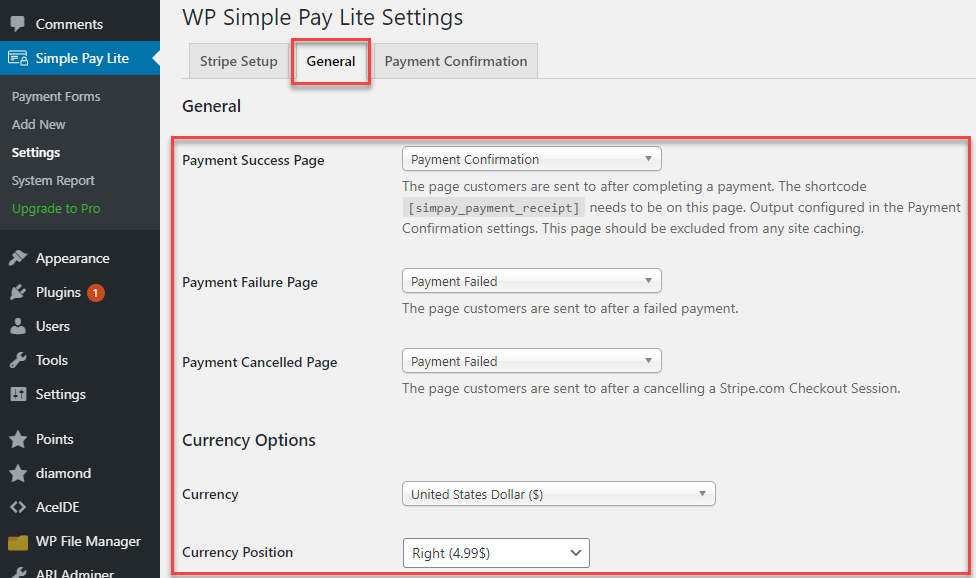 Comments
Simple Pay Lite
Payment Forms
Add New
Settings
System Report
Upgrade to Pro
Appearance
Plugins 1
Users
Tools
Settings
Points
diamond
AceIDE
WP File Manager
ARI Adminer
WP Simple Pay Lite Settings
Stripe Setup General Payment Confirmation
General
Payment Success Page Payment Confirmation
The page customers are sent to after completing a payment. The shortcode
[simpay_payment_receipt] needs to be on this page. Output configured in the Payment
Confirmation settings. This page should be excluded from any site caching.
Payment Failure Page Payment Failed
The page customers are sent to after a failed payment.
Payment Cancelled Page Payment Failed
The page customers are sent to after a cancelling a Stripe.com Checkout Session.
Currency Options
Currency United States Dollar ($)
Currency Position Right (4.99$)